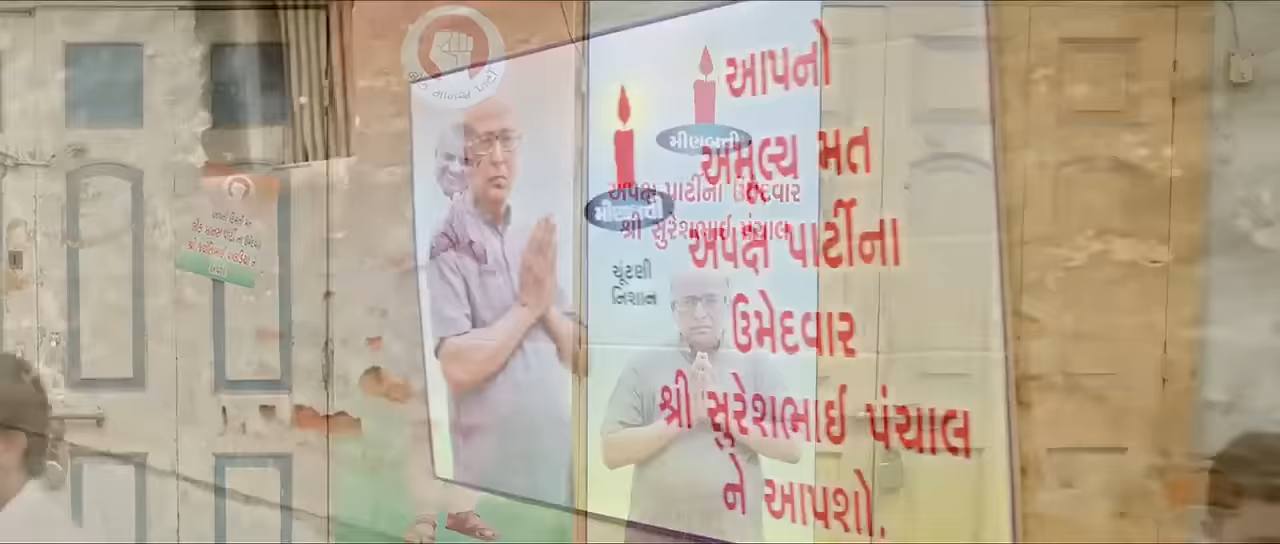 આપનો
અમૂલ્ય મત
અપક્ષ પાર્ટીના
ઉમેદવાર
શ્રી સુરેશભાઈ પંચાલ
ને આપશો.
મીણબત્તી
અપક્ષ પાર્ટીના ઉમેદવાર
શ્રી સુરેશભાઈ પંચાલ
મીણબત્તી
ચૂંટણી
નિશાન